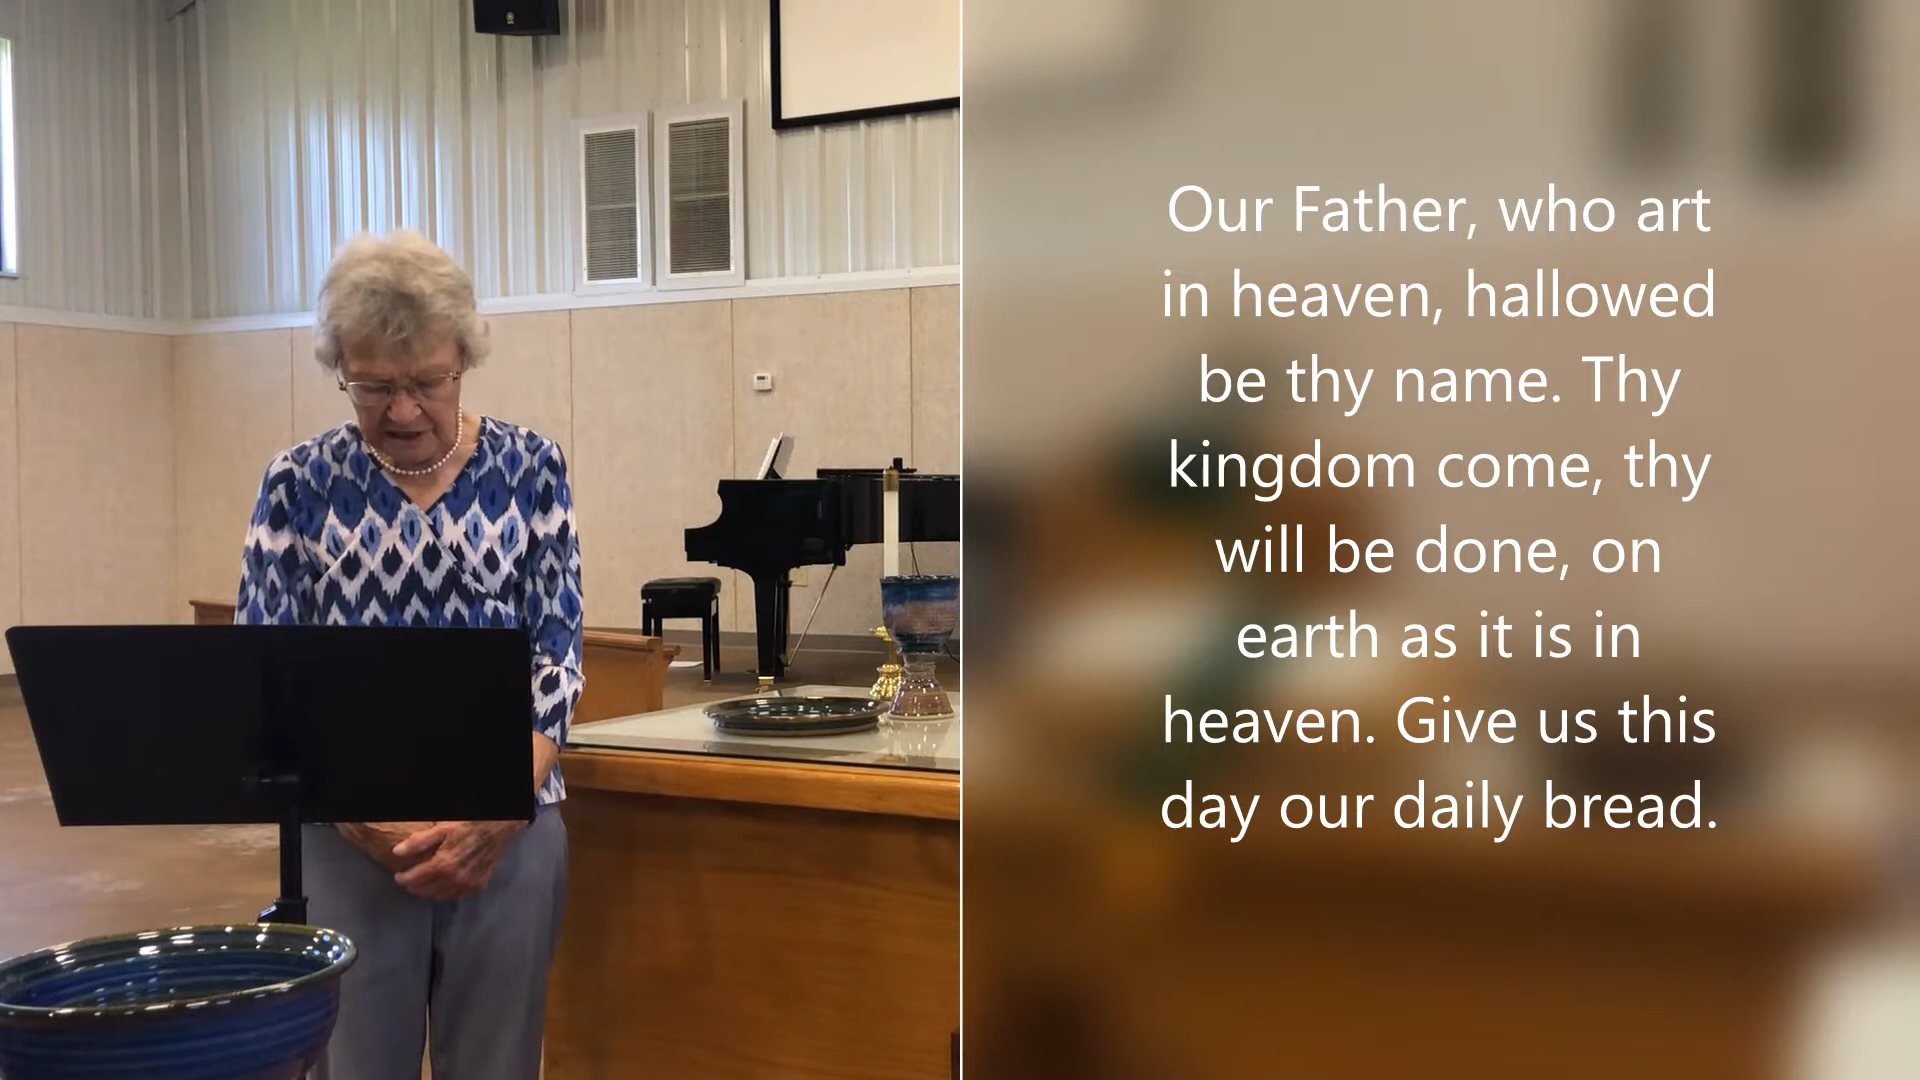 Our Father, who art
in heaven, hallowed
be thy name. Thy
kingdom come, thy
will be done, on
earth as it is in
heaven. Give us this
day our daily bread.